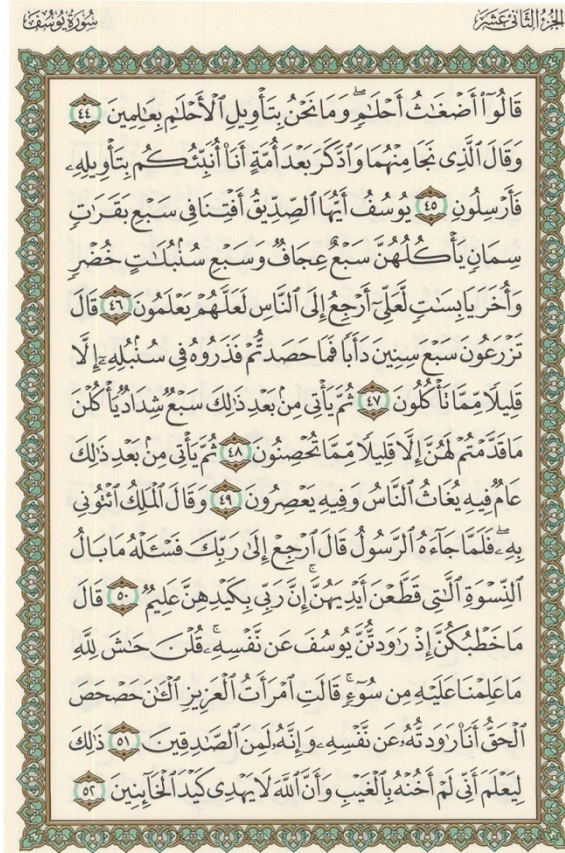 الجزء الثاني عشر سورة يوسف
قَالُوٓا۟ أَضْغَـٰثُ أَحْلَـٰمٍۢ ۖ وَمَا نَحْنُ بِتَأْوِيلِ ٱلْأَحْلَـٰمِ بِعَـٰلِمِينَ ٤٤
وَقَالَ ٱلَّذِى نَجَا مِنْهُمَا وَٱدَّكَرَ بَعْدَ أُمَّةٍ أَنَا۠ أُنَبِّئُكُم بِتَأْوِيلِهِۦ
فَأَرْسِلُونِ ٤٥ يُوسُفُ أَيُّهَا ٱلصِّدِّيقُ أَفْتِنَا فِى سَبْعِ بَقَرَٰتٍۢ
سِمَانٍۢ يَأْكُلُهُنَّ سَبْعٌ عِجَافٌۭ وَسَبْعِ سُنۢبُلَـٰتٍ خُضْرٍۢ
وَأُخَرَ يَابِسَـٰتٍۢ لَّعَلِّىٓ أَرْجِعُ إِلَى ٱلنَّاسِ لَعَلَّهُمْ يَعْلَمُونَ ٤٦ قَالَ
تَزْرَعُونَ سَبْعَ سِنِينَ دَأَبًۭا فَمَا حَصَدتُّمْ فَذَرُوهُ فِى سُنۢبُلِهِۦٓ إِلَّا
قَلِيلًۭا مِّمَّا تَأْكُلُونَ ٤٧ ثُمَّ يَأْتِى مِنۢ بَعْدِ ذَٰلِكَ سَبْعٌۭ شِدَادٌۭ يَأْكُلْنَ
مَا قَدَّمْتُمْ لَهُنَّ إِلَّا قَلِيلًۭا مِّمَّا تُحْصِنُونَ ٤٨ ثُمَّ يَأْتِى مِنۢ بَعْدِ ذَٰلِكَ
عَامٌۭ فِيهِ يُغَاثُ ٱلنَّاسُ وَفِيهِ يَعْصِرُونَ ٤٩ وَقَالَ ٱلْمَلِكُ ٱئْتُونِى
بِهِۦ ۖ فَلَمَّا جَآءَهُ ٱلرَّسُولُ قَالَ ٱرْجِعْ إِلَىٰ رَبِّكَ فَسْـَٔلْهُ مَا بَالُ
ٱلنِّسْوَةِ ٱلَّـٰتِى قَطَّعْنَ أَيْدِيَهُنَّ ۚ إِنَّ رَبِّى بِكَيْدِهِنَّ عَلِيمٌۭ ٥٠ قَالَ
مَا خَطْبُكُنَّ إِذْ رَٰوَدتُّنَّ يُوسُفَ عَن نَّفْسِهِۦ ۚ قُلْنَ حَـٰشَ لِلَّهِ
مَا عَلِمْنَا عَلَيْهِ مِن سُوٓءٍۢ ۚ قَالَتِ ٱمْرَأَتُ ٱلْعَزِيزِ ٱلْـَٔـٰنَ حَصْحَصَ
ٱلْحَقُّ أَنَا۠ رَٰوَدتُّهُۥ عَن نَّفْسِهِۦ وَإِنَّهُۥ لَمِنَ ٱلصَّـٰدِقِينَ ٥١ ذَٰلِكَ
لِيَعْلَمَ أَنِّى لَمْ أَخُنْهُ بِٱلْغَيْبِ وَأَنَّ ٱللَّهَ لَا يَهْدِى كَيْدَ ٱلْخَآئِنِينَ ٥٢